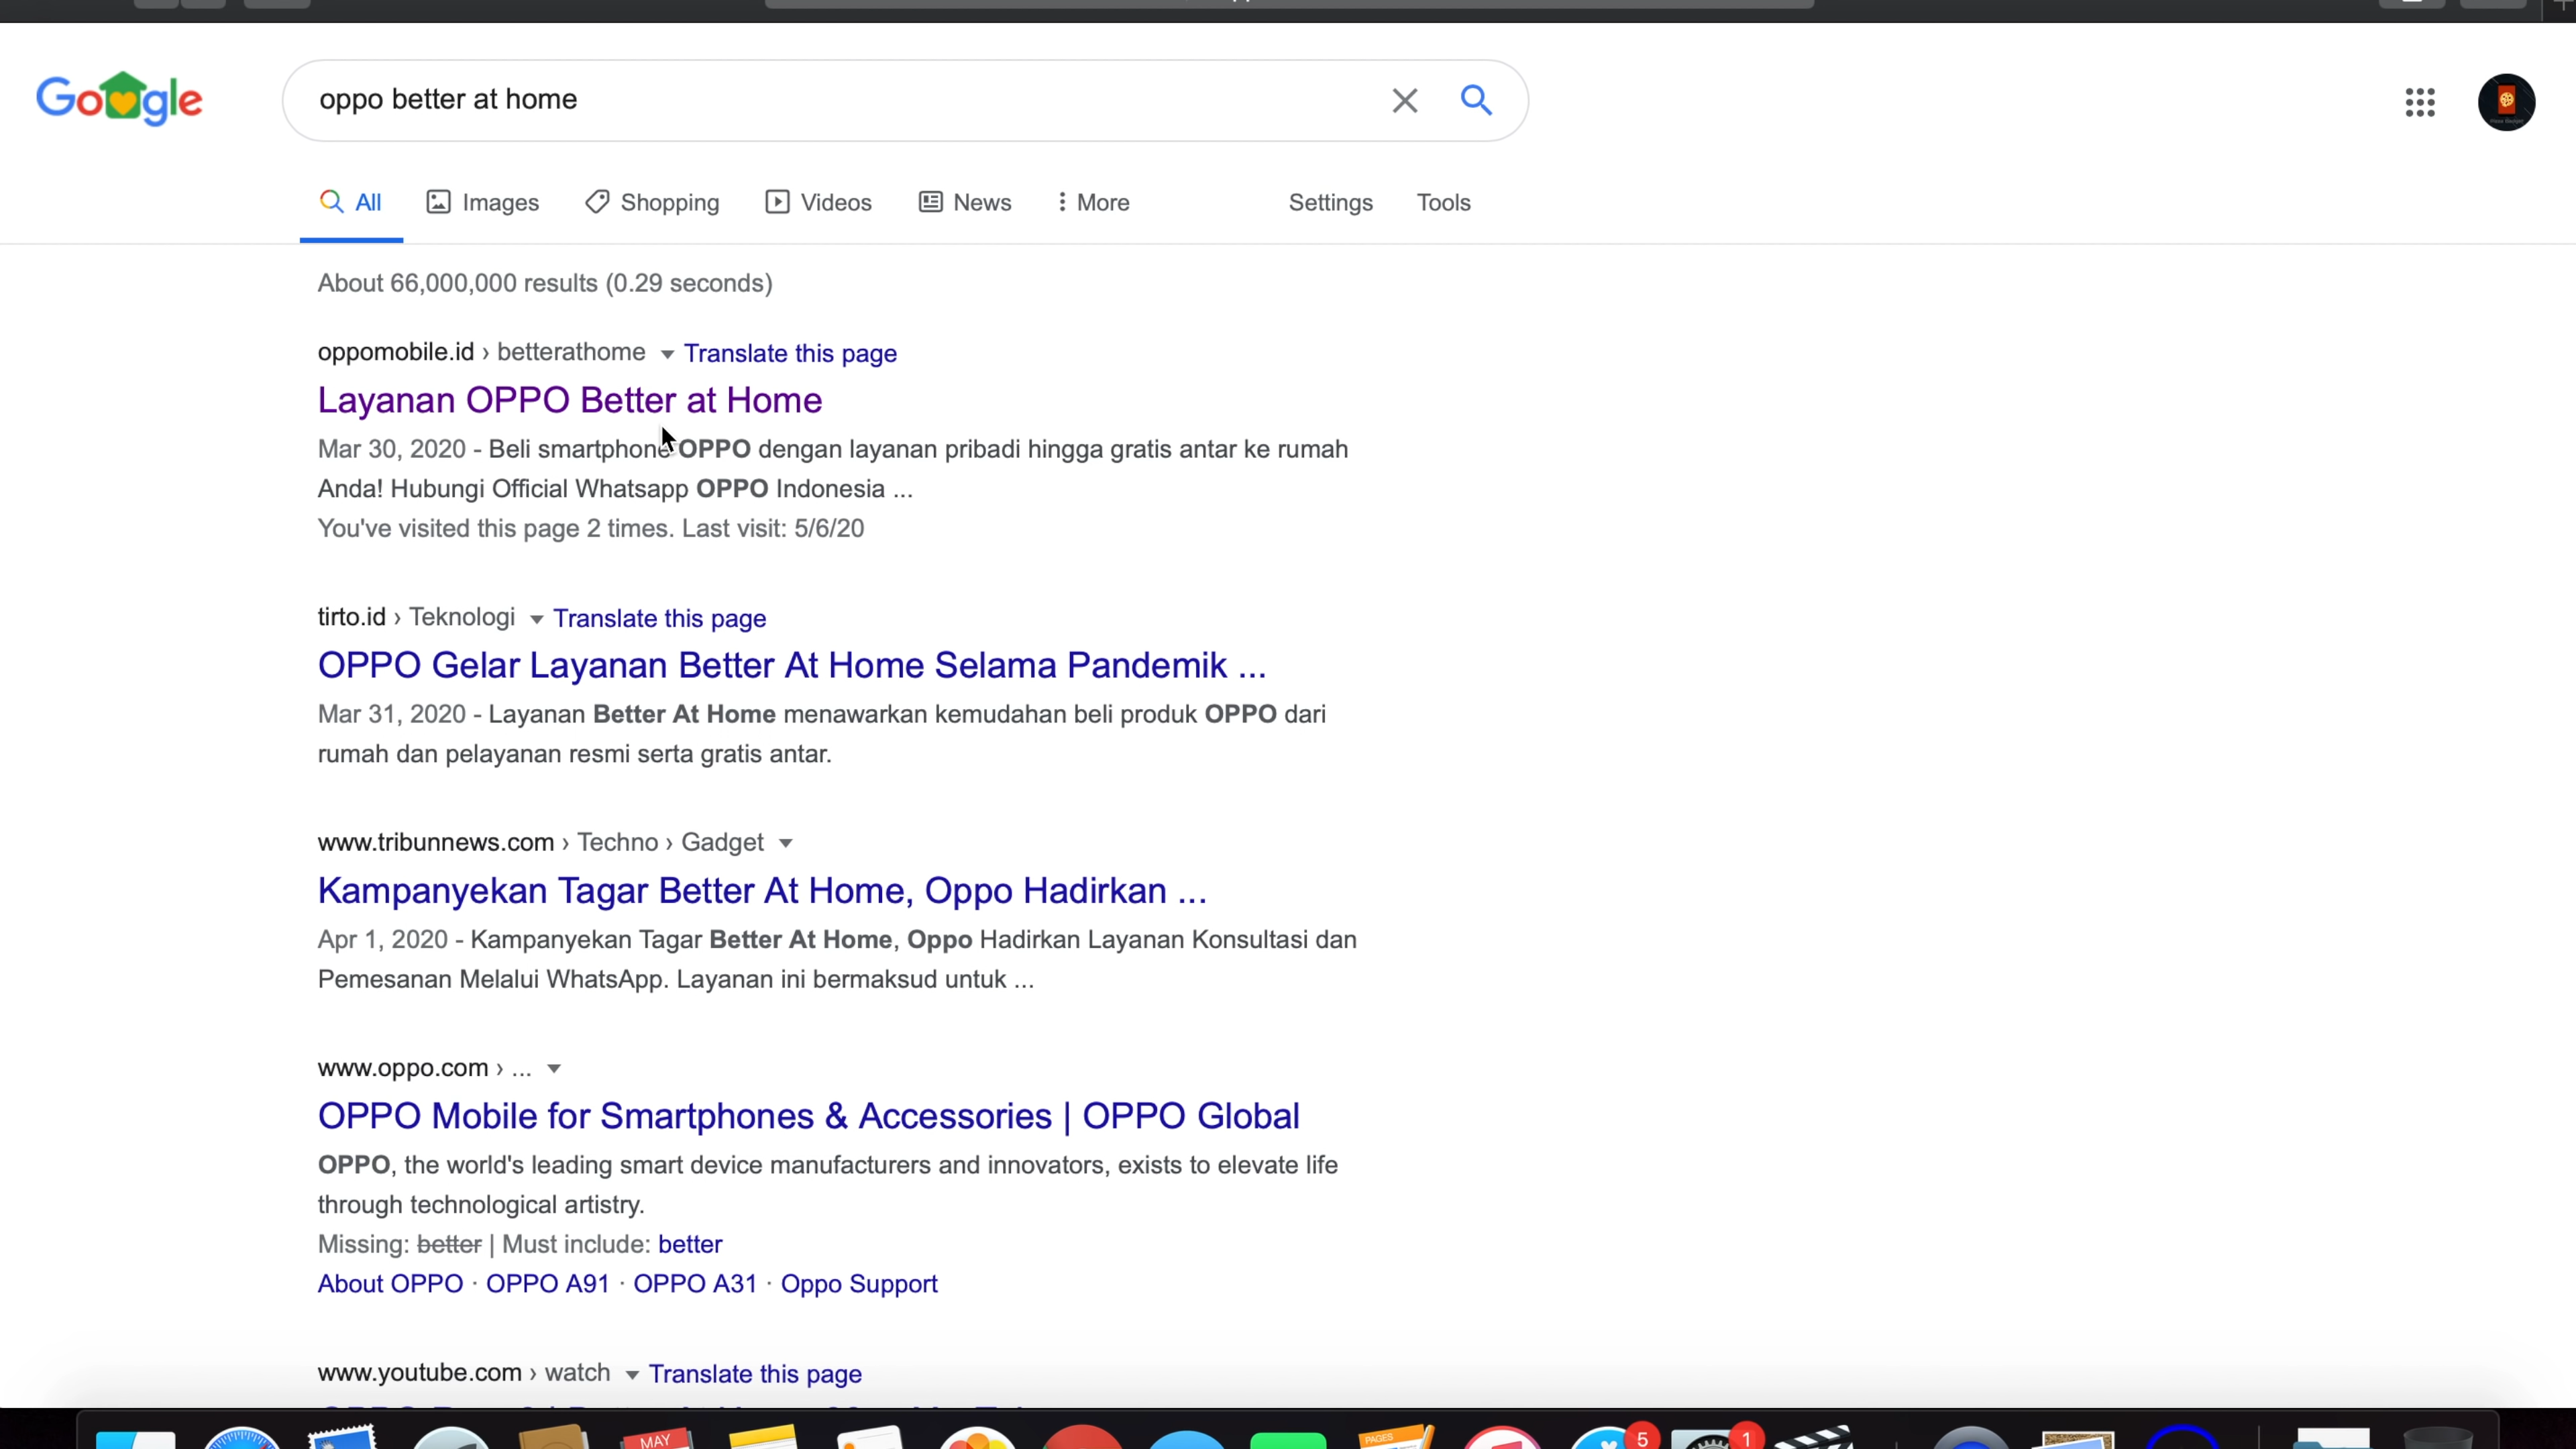 Google
oppo better at home
All Images Shopping Videos News More Settings Tools
About 66,000,000 results (0.29 seconds)
oppomobile.id › betterathome Translate this page
Layanan OPPO Better at Home
Mar 30, 2020 - Beli smartphone OPPO dengan layanan pribadi hingga gratis antar ke rumah
Anda! Hubungi Official Whatsapp OPPO Indonesia ...
You've visited this page 2 times. Last visit: 5/6/20
tirto.id › Teknologi Translate this page
OPPO Gelar Layanan Better At Home Selama Pandemik ...
Mar 31, 2020 - Layanan Better At Home menawarkan kemudahan beli produk OPPO dari
rumah dan pelayanan resmi serta gratis antar.
www.tribunnews.com › Techno › Gadget
Kampanyekan Tagar Better At Home, Oppo Hadirkan ...
Apr 1, 2020 - Kampanyekan Tagar Better At Home, Oppo Hadirkan Layanan Konsultasi dan
Pemesanan Melalui WhatsApp. Layanan ini bermaksud untuk ...
www.oppo.com › ...
OPPO Mobile for Smartphones & Accessories | OPPO Global
OPPO, the world's leading smart device manufacturers and innovators, exists to elevate life
through technological artistry.
Missing: better | Must include: better
About OPPO · OPPO A91 · OPPO A31 · Oppo Support
www.youtube.com › watch Translate this page
MAY
PAGES
5
1